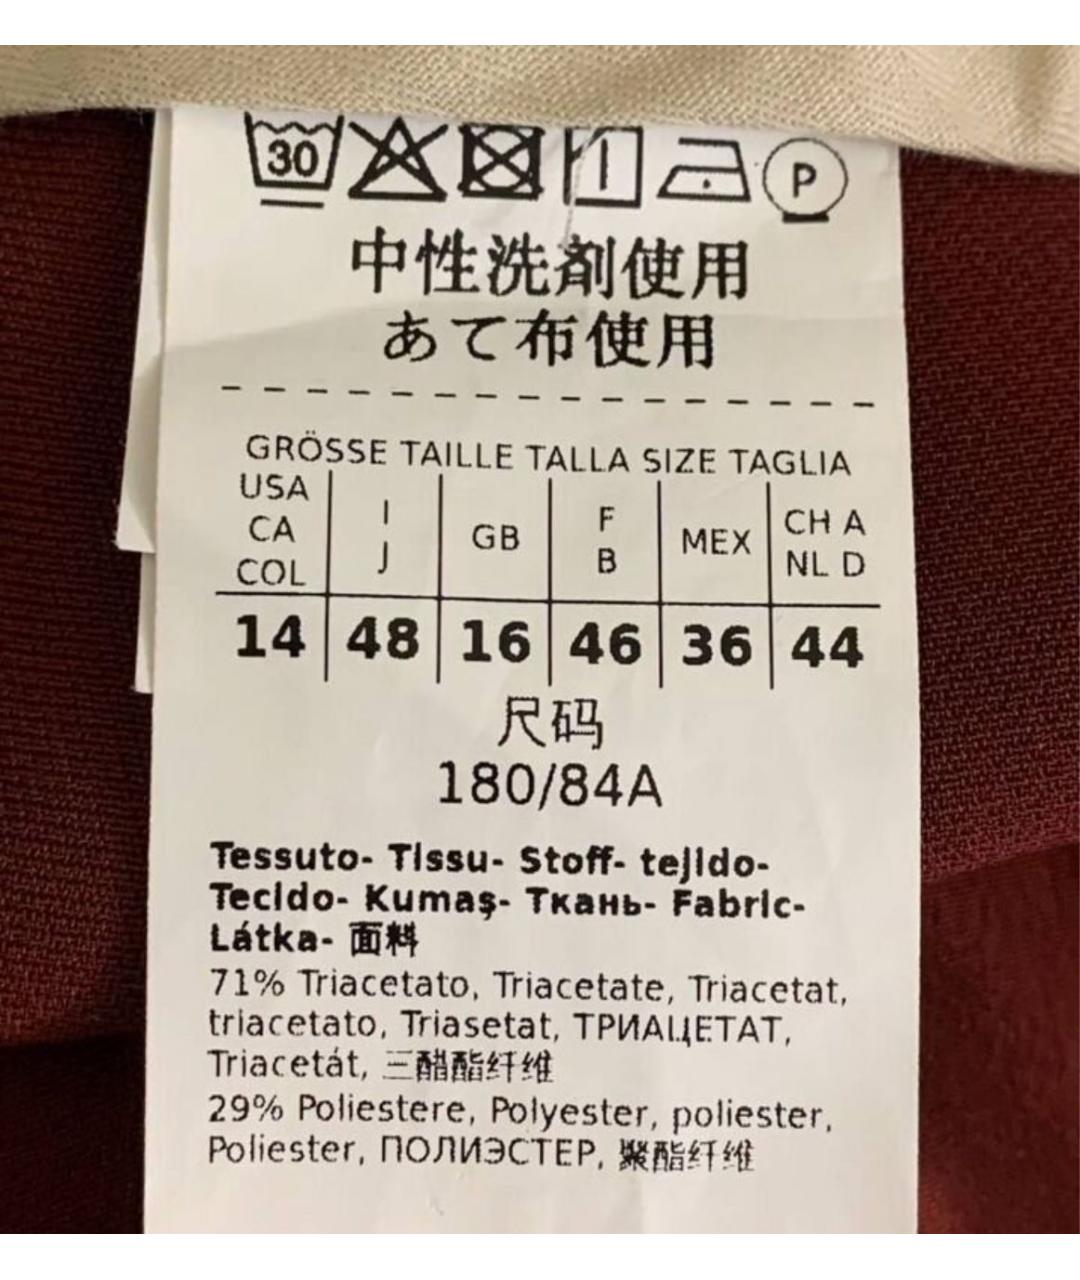 30 P
中性洗剤使用
あて布使用
GRÖSSE TAILLE TALLA SIZE TAGLIA
USA CA COL I J GB F B MEX CH A NL D
14 48 16 46 36 44
尺码
180/84A
Tessuto- Tissu- Stoff- tejido-
Tecido- Kumaş- Ткань- Fabric-
Látka- 面料
71% Triacetato, Triacetate, Triacetat,
triacetato, Triasetat, ТРИАЦЕТАТ,
Triacetát, 三醋酯纤维
29% Poliestere, Polyester, poliester,
Poliester, ПОЛИЭСТЕР, 聚酯纤维